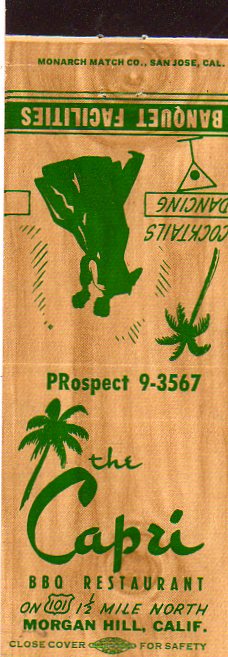 MONARCH MATCH CO., SAN JOSE, CAL.
BANQUET FACILITIES
DANCING
COCKTAILS
PRospect 9-3567
the
Capri
BBQ RESTAURANT
ON 101 1½ MILE NORTH
MORGAN HILL, CALIF.
CLOSE COVER FOR SAFETY